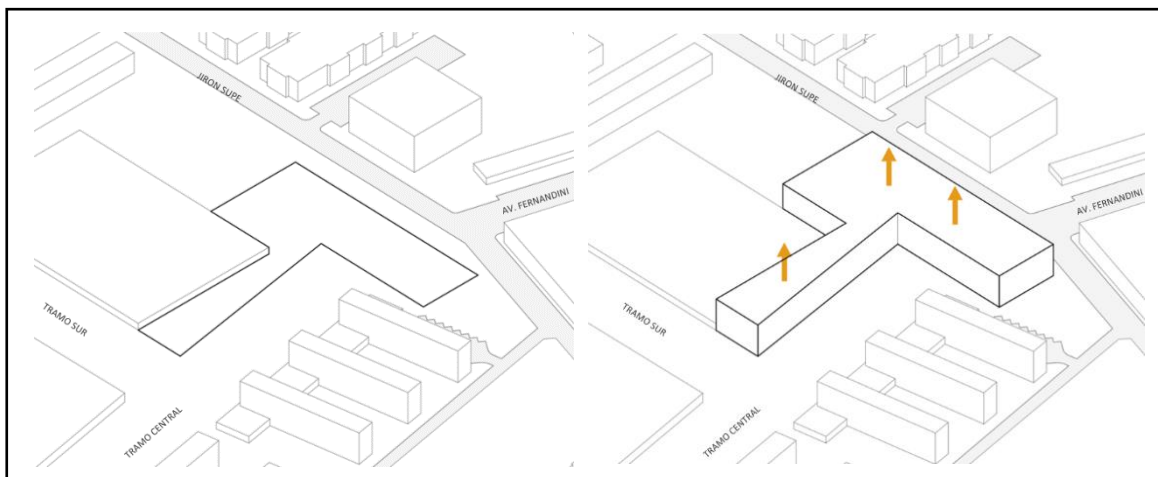 JIRON SUPE
AV. FERNANDINI
TRAMO SUR
TRAMO CENTRAL
JIRON SUPE
AV. FERNANDINI
TRAMO SUR
TRAMO CENTRAL